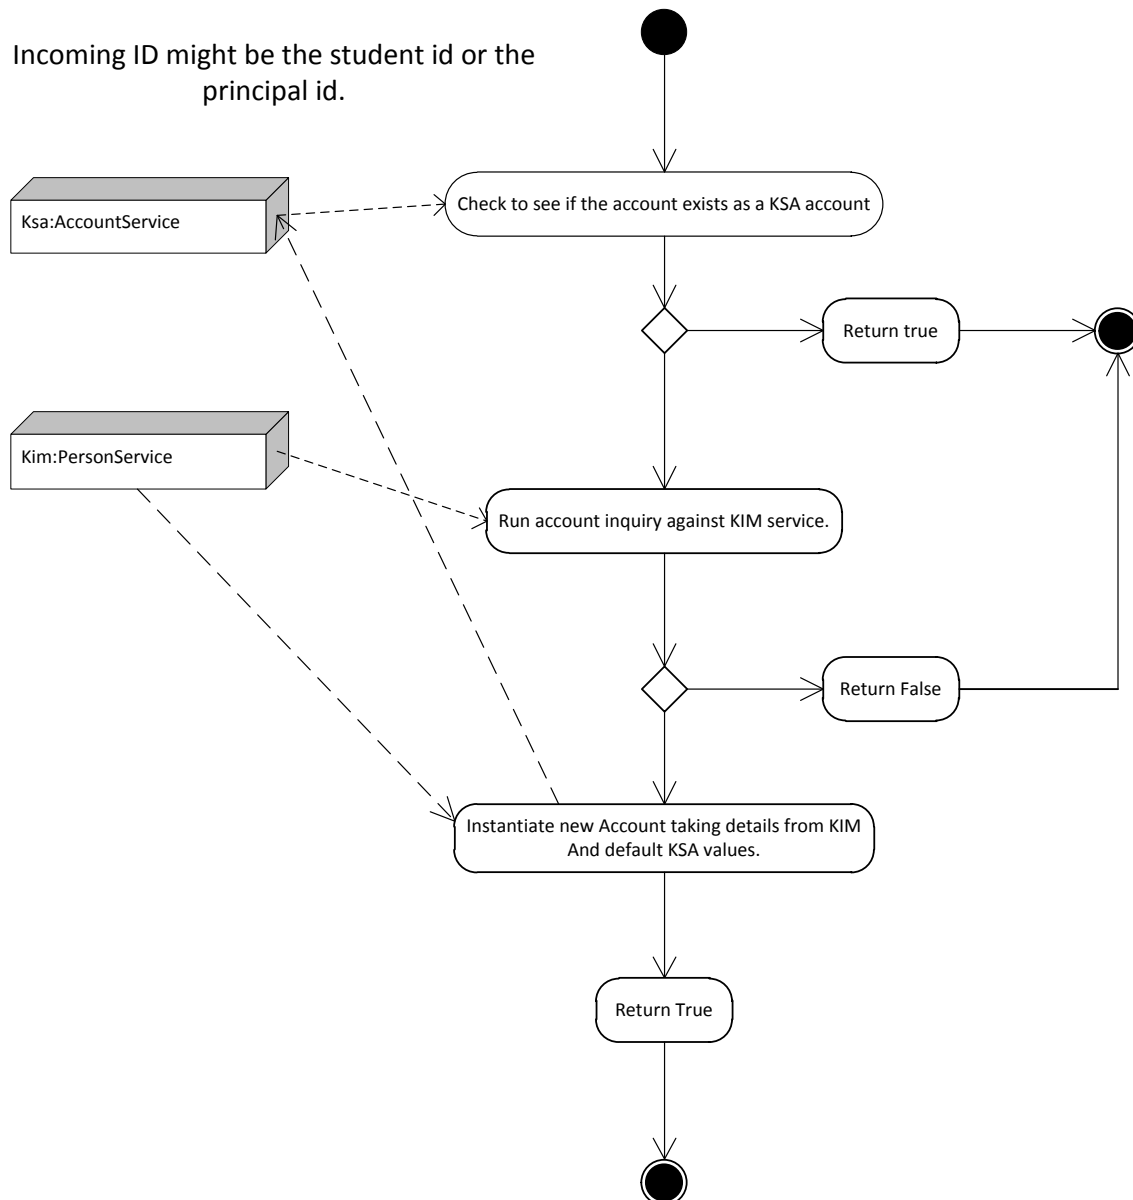 Incoming ID might be the student id or the
principal id.
Ksa:AccountService
Check to see if the account exists as a KSA account
Return true
Kim:PersonService
Run account inquiry against KIM service.
Return False
Instantiate new Account taking details from KIM
And default KSA values.
Return True